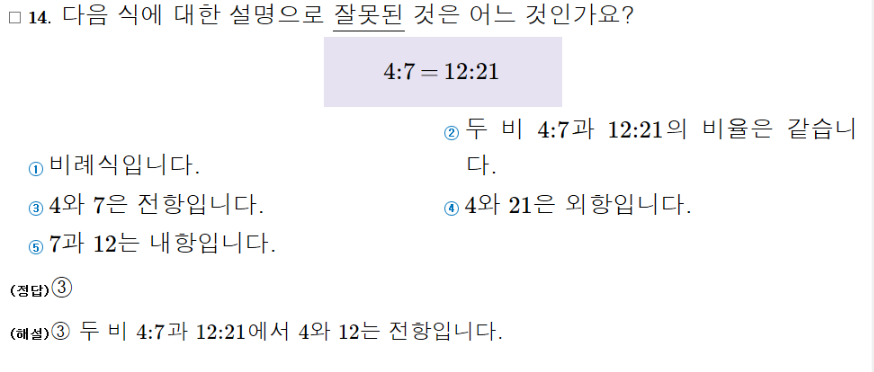 □ 14. 다음 식에 대한 설명으로 잘못된 것은 어느 것인가요?
4:7 = 12:21
① 비례식입니다.
② 두 비 4:7과 12:21의 비율은 같습니
다.
③ 4와 7은 전항입니다.
④ 4와 21은 외항입니다.
⑤ 7과 12는 내항입니다.
(정답)③
(해설)③ 두 비 4:7과 12:21에서 4와 12는 전항입니다.